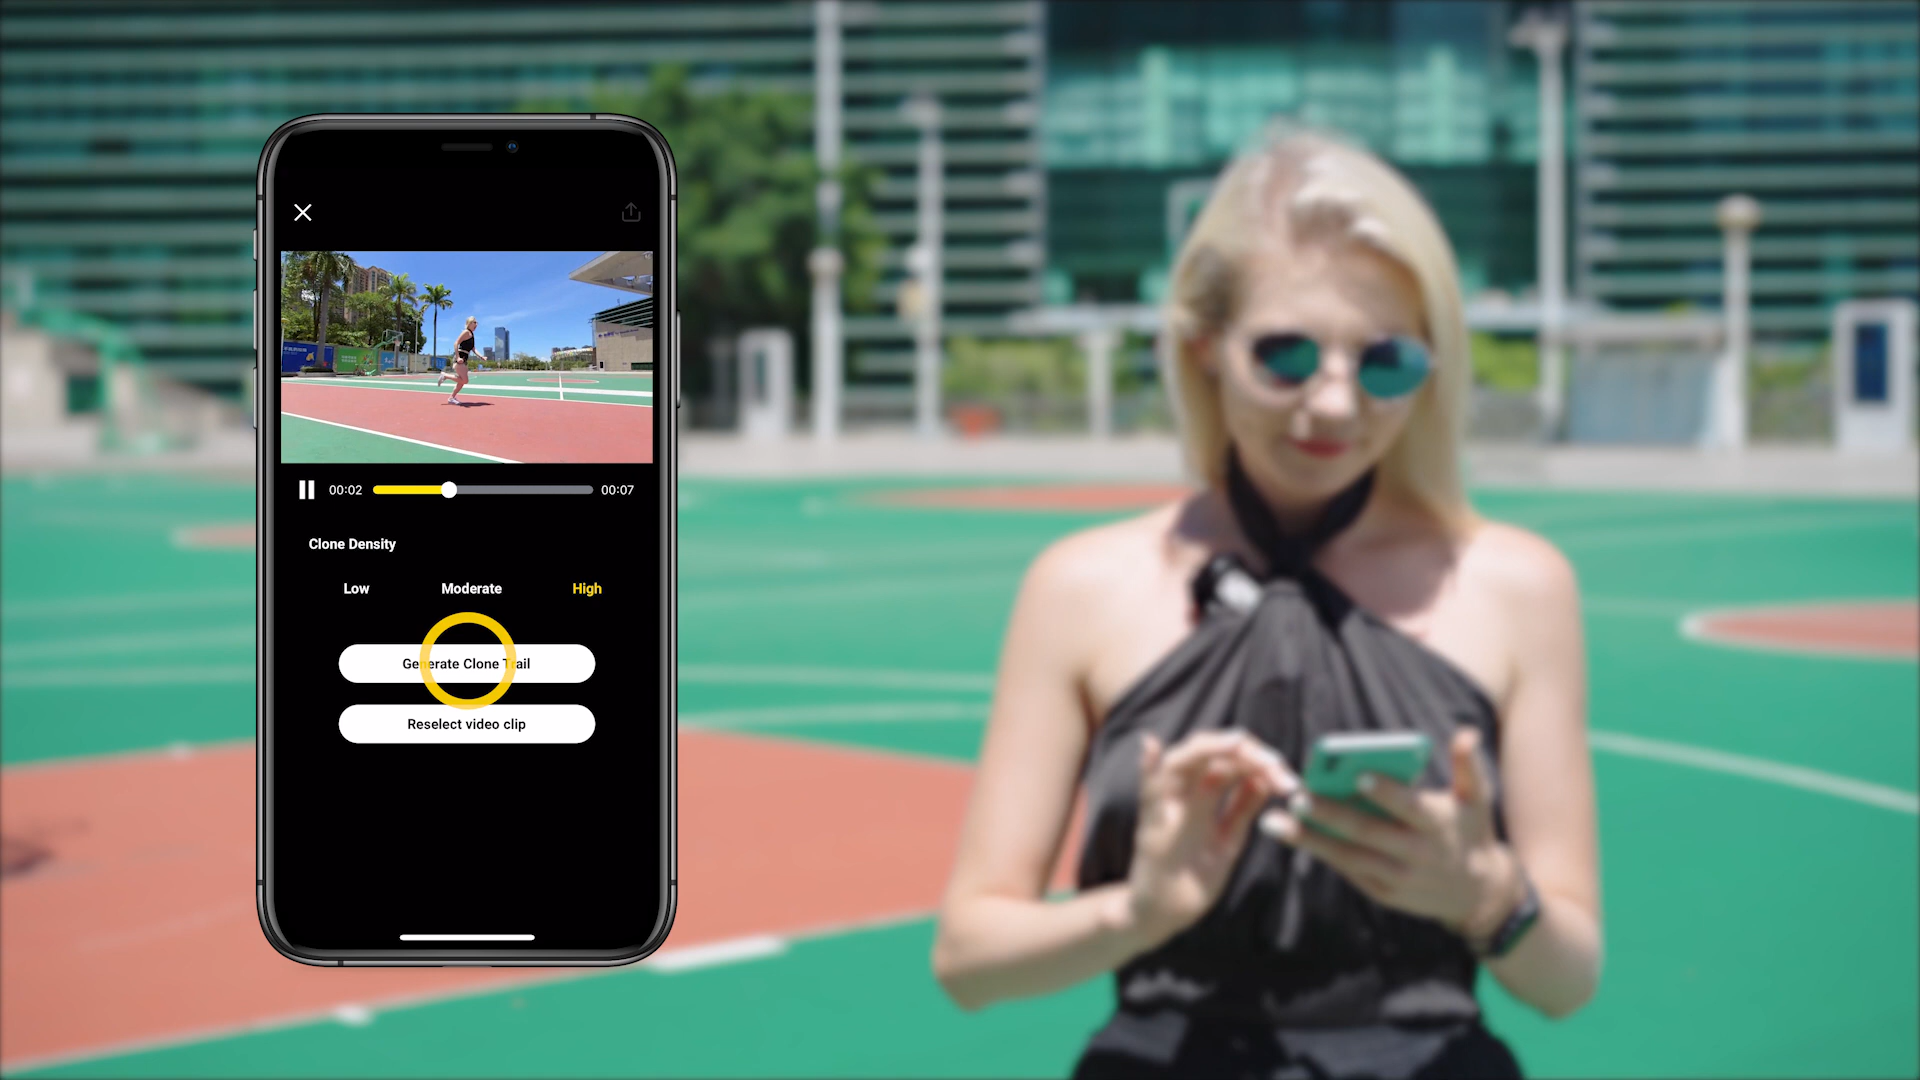 00:02
00:07
Clone Density
Low Moderate High
Generate Clone Trail
Reselect video clip